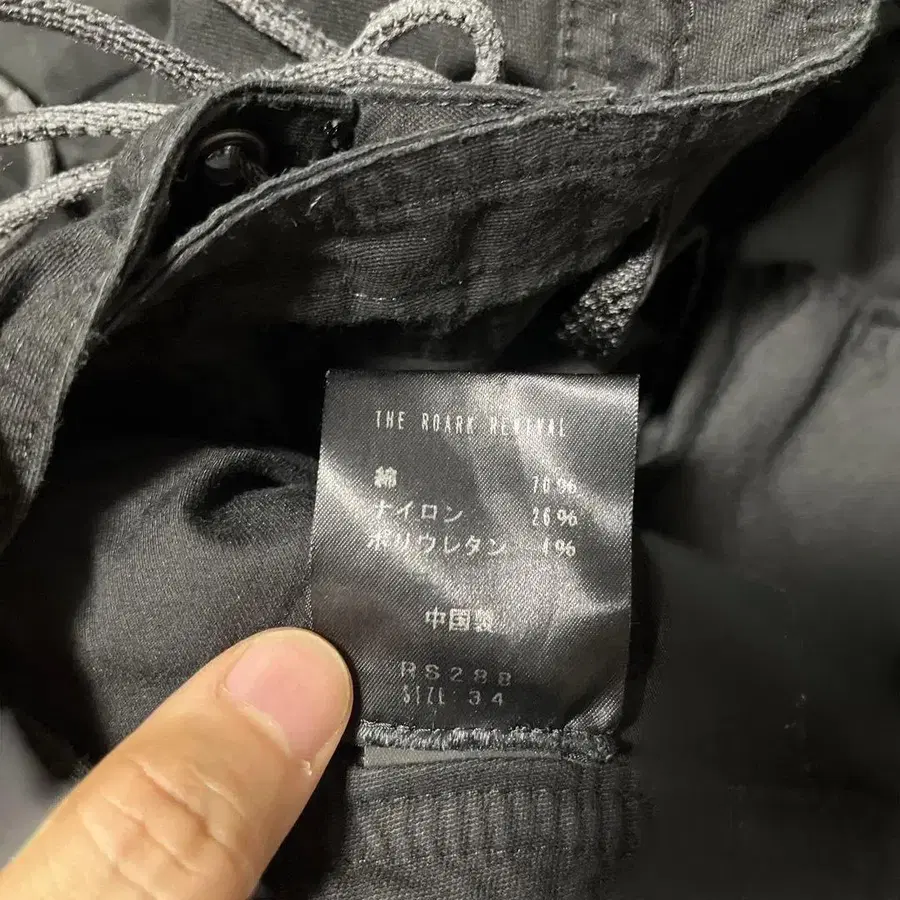 THE ROARK REVIVAL
綿 70%
ナイロン 26%
ポリウレタン 4%
中国製
RS288
SIZE:34